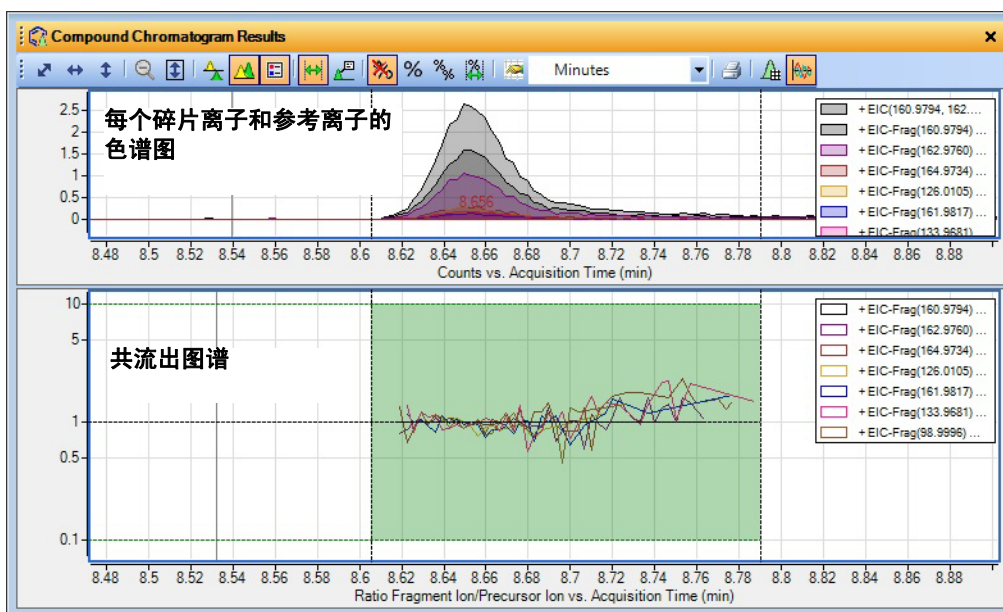 Compound Chromatogram Results
Minutes
每个碎片离子和参考离子的
色谱图
2.5
2
1.5
1
0.5
0
8.656
+ EIC(160.9794, 162....
+ EIC-Frag(160.9794) ...
+ EIC-Frag(162.9760) ...
+ EIC-Frag(164.9734) ...
+ EIC-Frag(126.0105) ...
+ EIC-Frag(161.9817) ...
+ EIC-Frag(133.9681) ...
8.48 8.5 8.52 8.54 8.56 8.58 8.6 8.62 8.64 8.66 8.68 8.7 8.72 8.74 8.76 8.78 8.8 8.82 8.84 8.86 8.88
Counts vs. Acquisition Time (min)
共流出图谱
10
5
1
0.5
0.1
+ EIC-Frag(160.9794) ...
+ EIC-Frag(162.9760) ...
+ EIC-Frag(164.9734) ...
+ EIC-Frag(126.0105) ...
+ EIC-Frag(161.9817) ...
+ EIC-Frag(133.9681) ...
+ EIC-Frag(98.9996) ...
8.48 8.5 8.52 8.54 8.56 8.58 8.6 8.62 8.64 8.66 8.68 8.7 8.72 8.74 8.76 8.78 8.8 8.82 8.84 8.86 8.88
Ratio Fragment Ion/Precursor Ion vs. Acquisition Time (min)